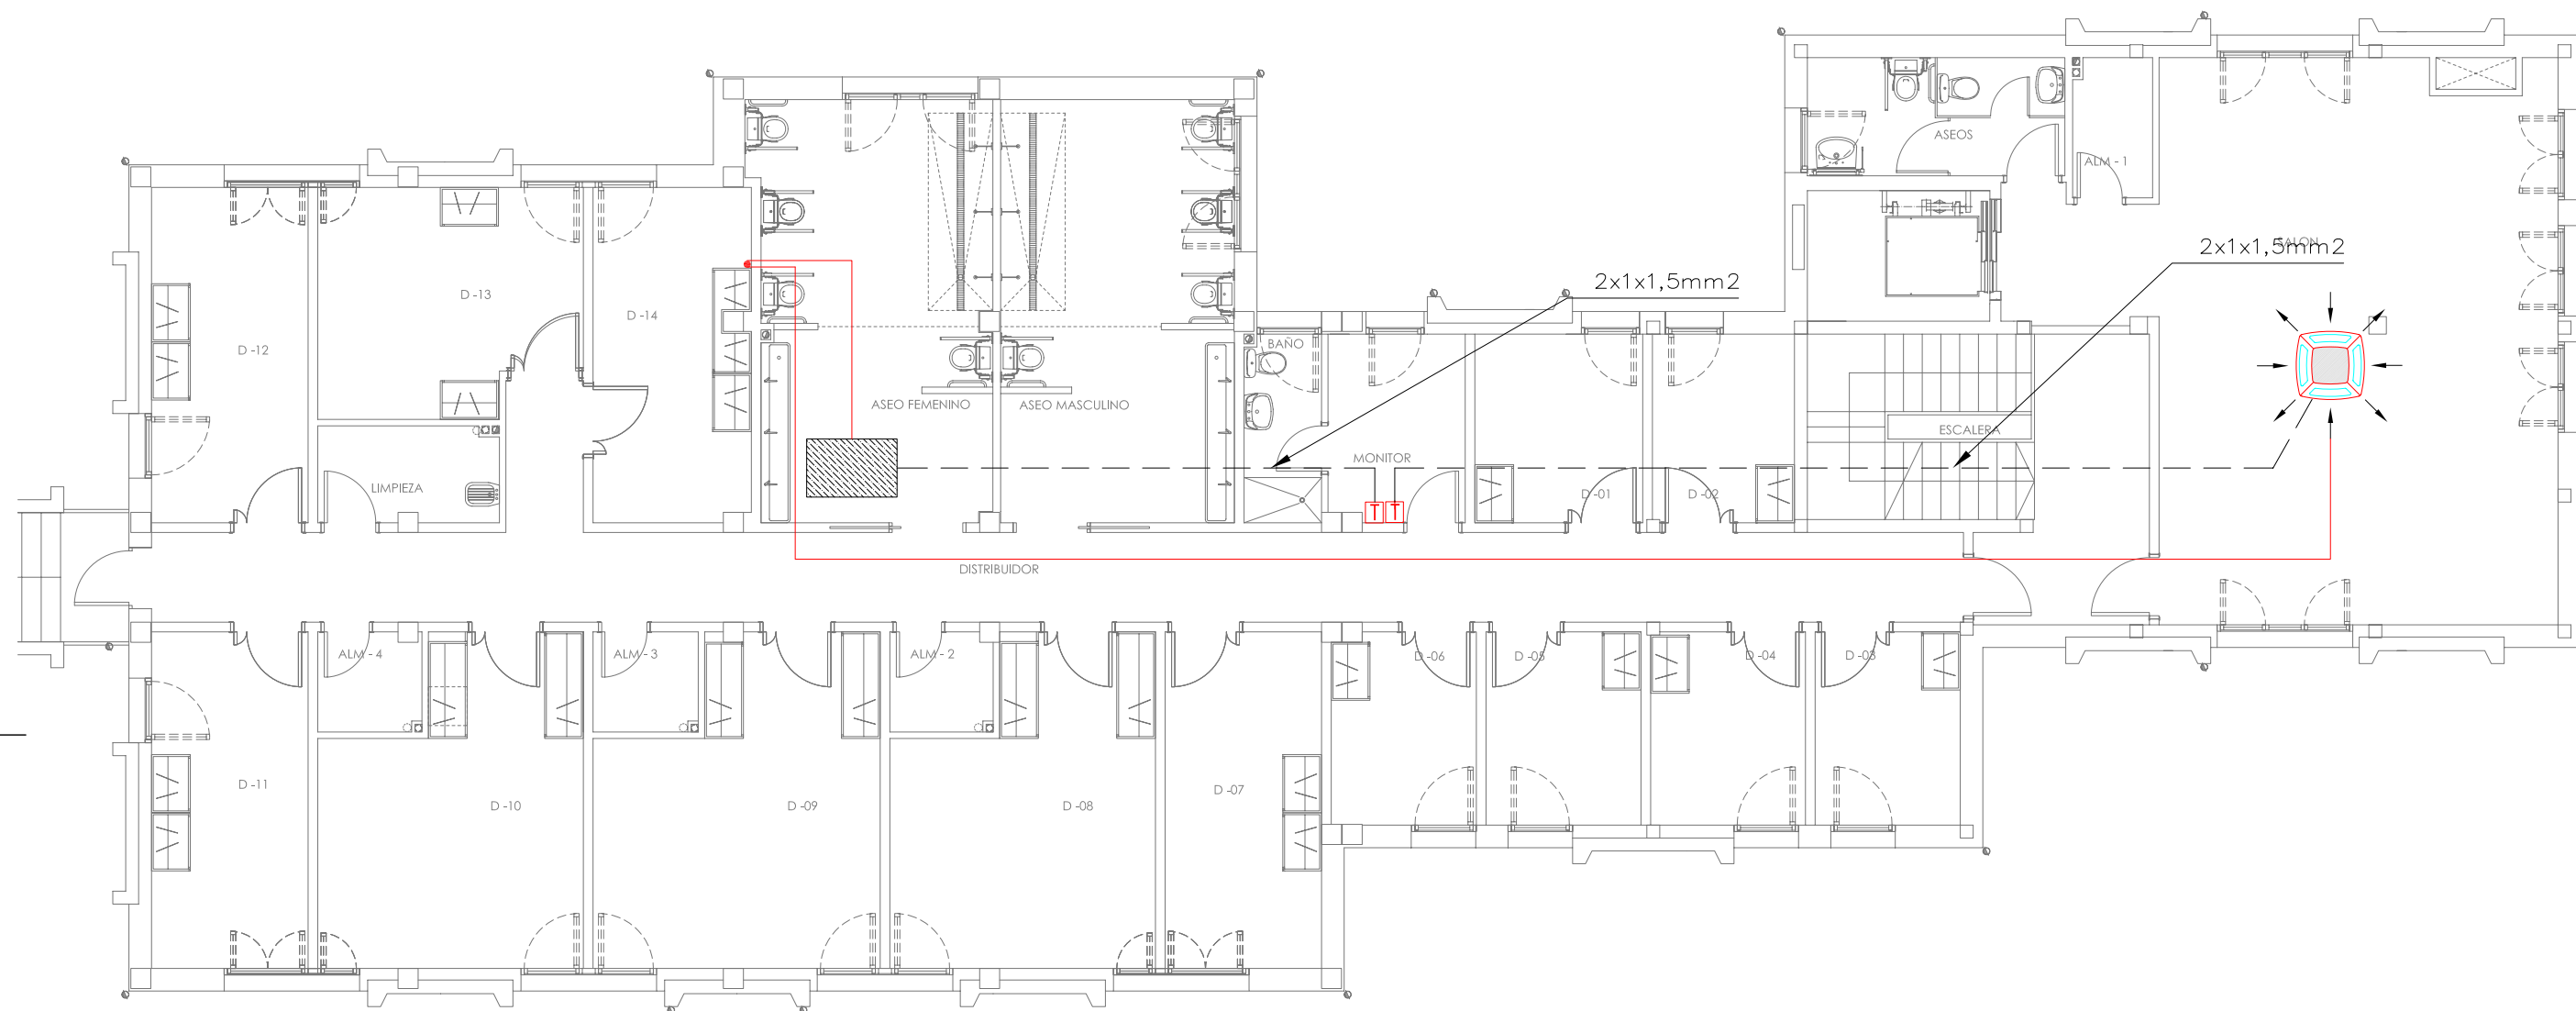 ASEOS
ALM - 1
SALON
2x1x1,5mm2
2x1x1,5mm2
D -13
D -14
D -12
BAÑO
ASEO FEMENINO
ASEO MASCULINO
ESCALERA
MONITOR
LIMPIEZA
D -01
D -02
T
T
DISTRIBUIDOR
ALM - 4
ALM - 3
ALM - 2
D -06
D -05
D -04
D -03
D -11
D -10
D -09
D -08
D -07